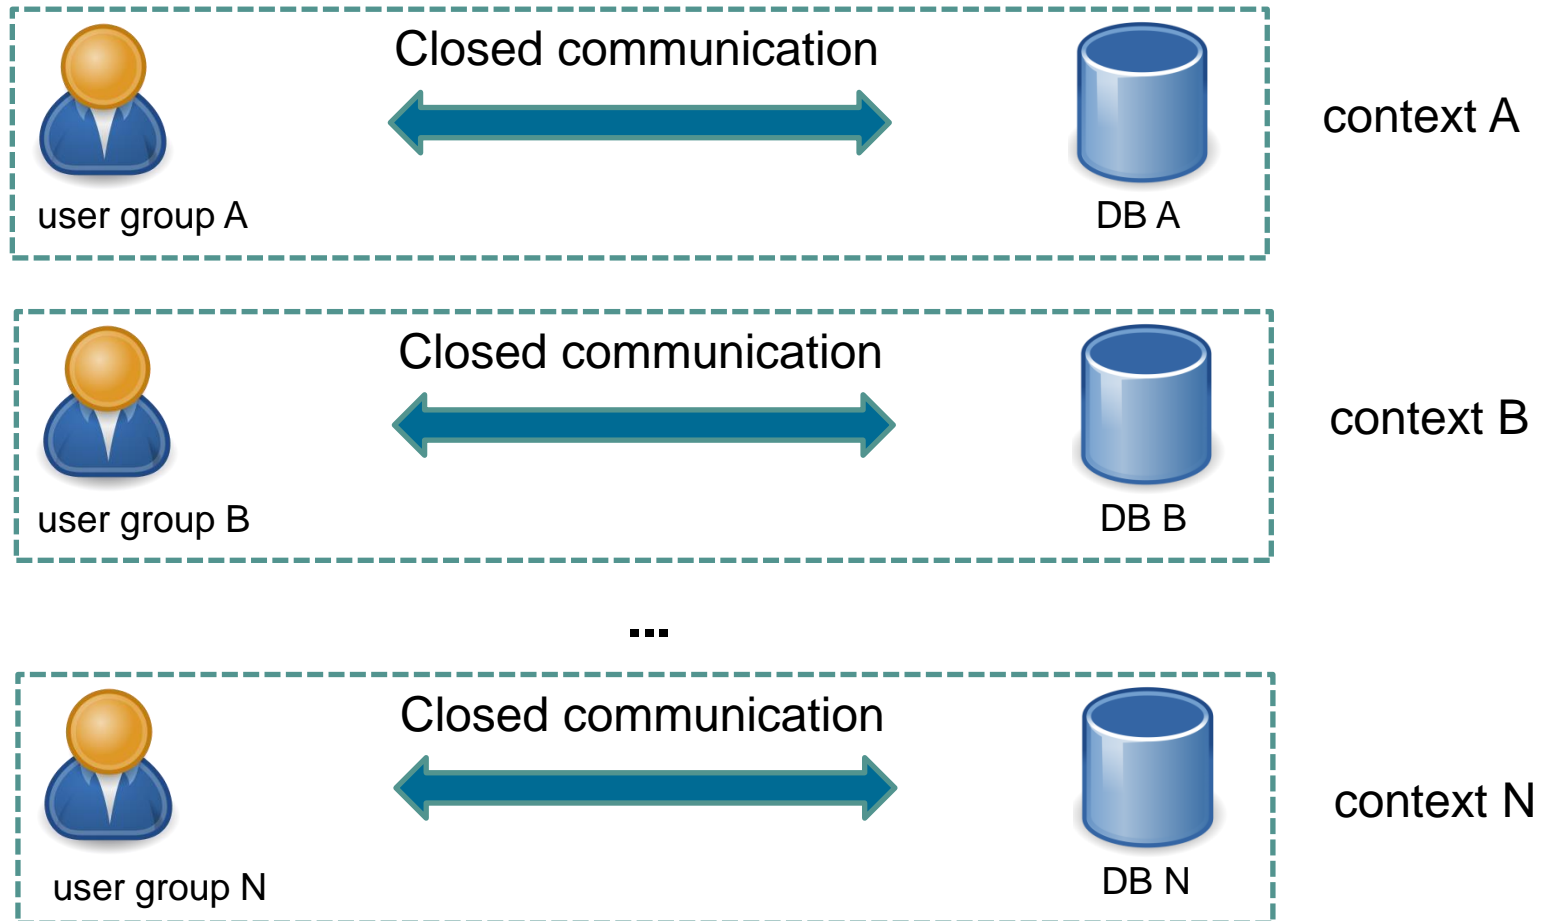 Closed communication
context A
user group A
DB A
Closed communication
context B
user group B
DB B
...
Closed communication
context N
user group N
DB N